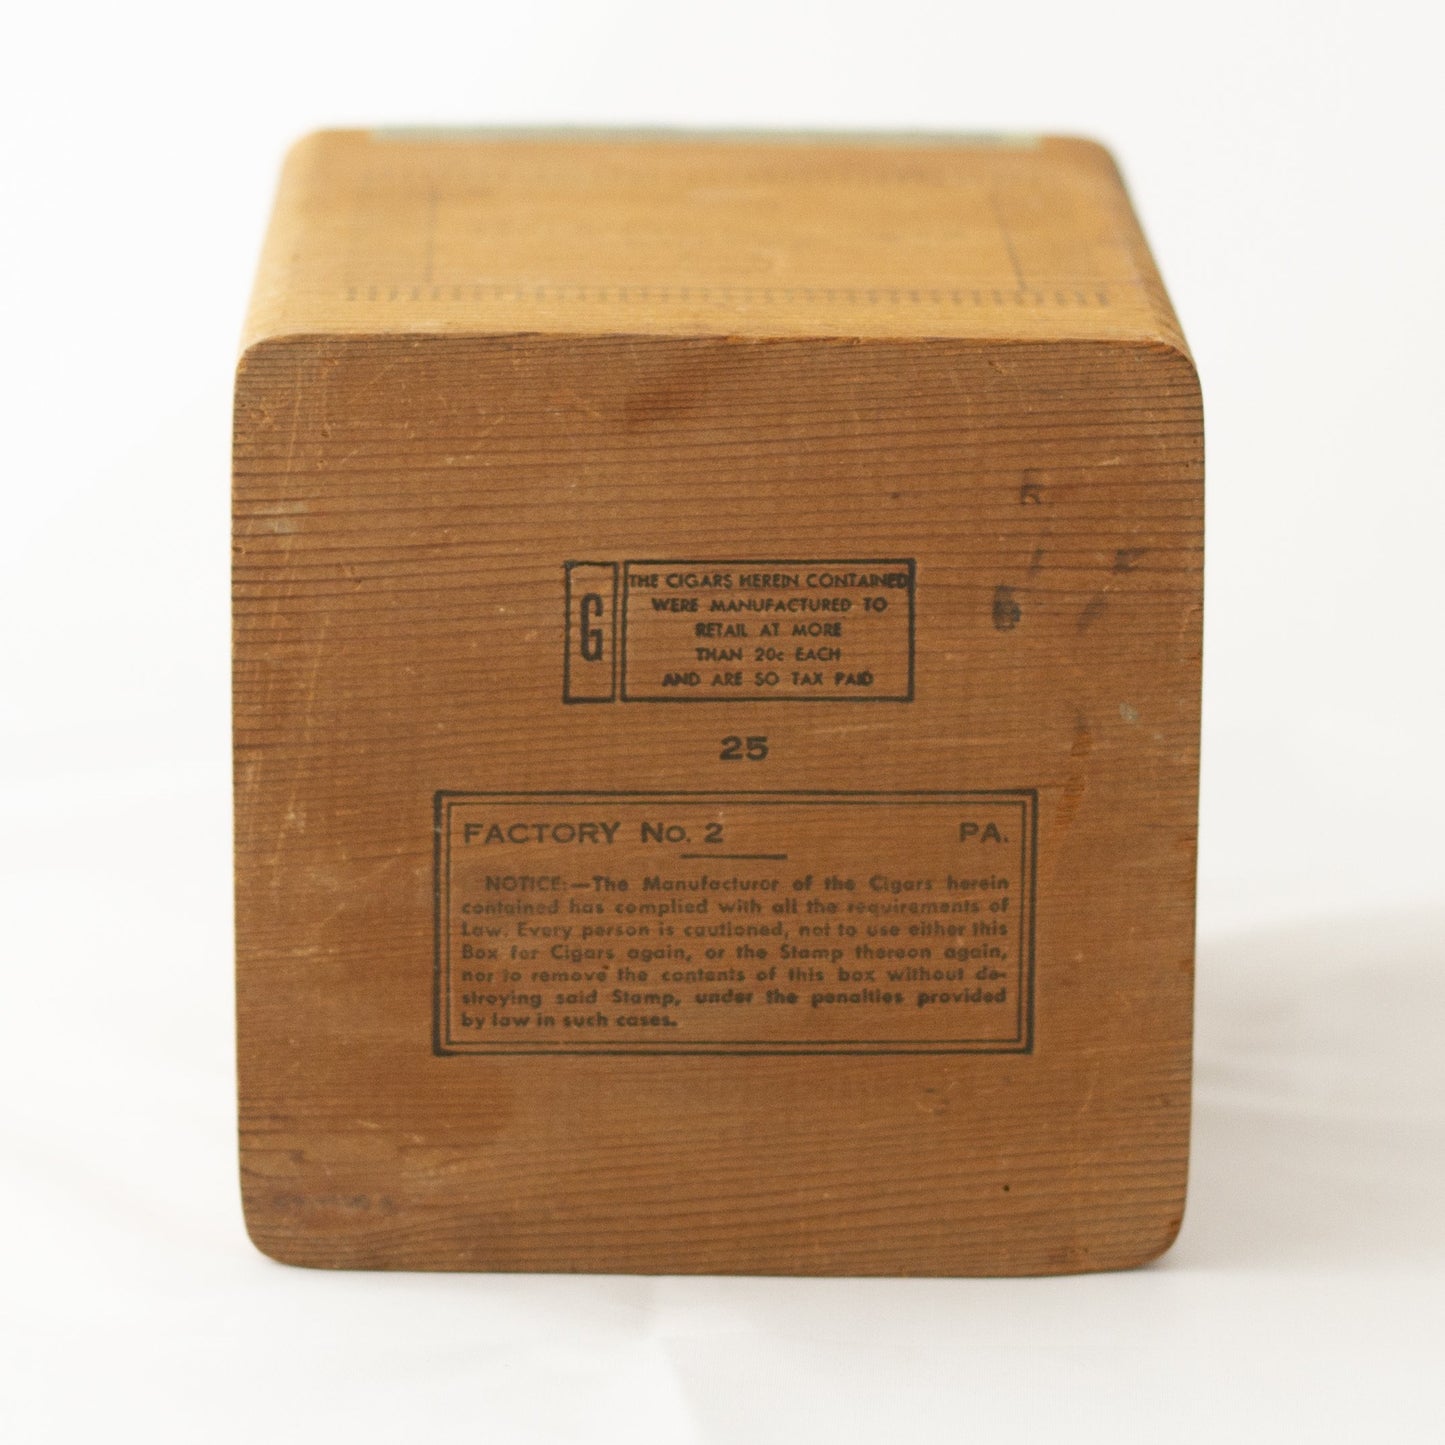 G
THE CIGARS HEREIN CONTAINED
WERE MANUFACTURED TO
RETAIL AT MORE
THAN 20c EACH
AND ARE SO TAX PAID
25
FACTORY No. 2 PA.
NOTICE:—The Manufacturer of the Cigars herein
contained has complied with all the requirements of
Law. Every person is cautioned, not to use either this
Box for Cigars again, or the Stamp thereon again,
nor to remove the contents of this box without de-
stroying said Stamp, under the penalties provided
by law in such cases.